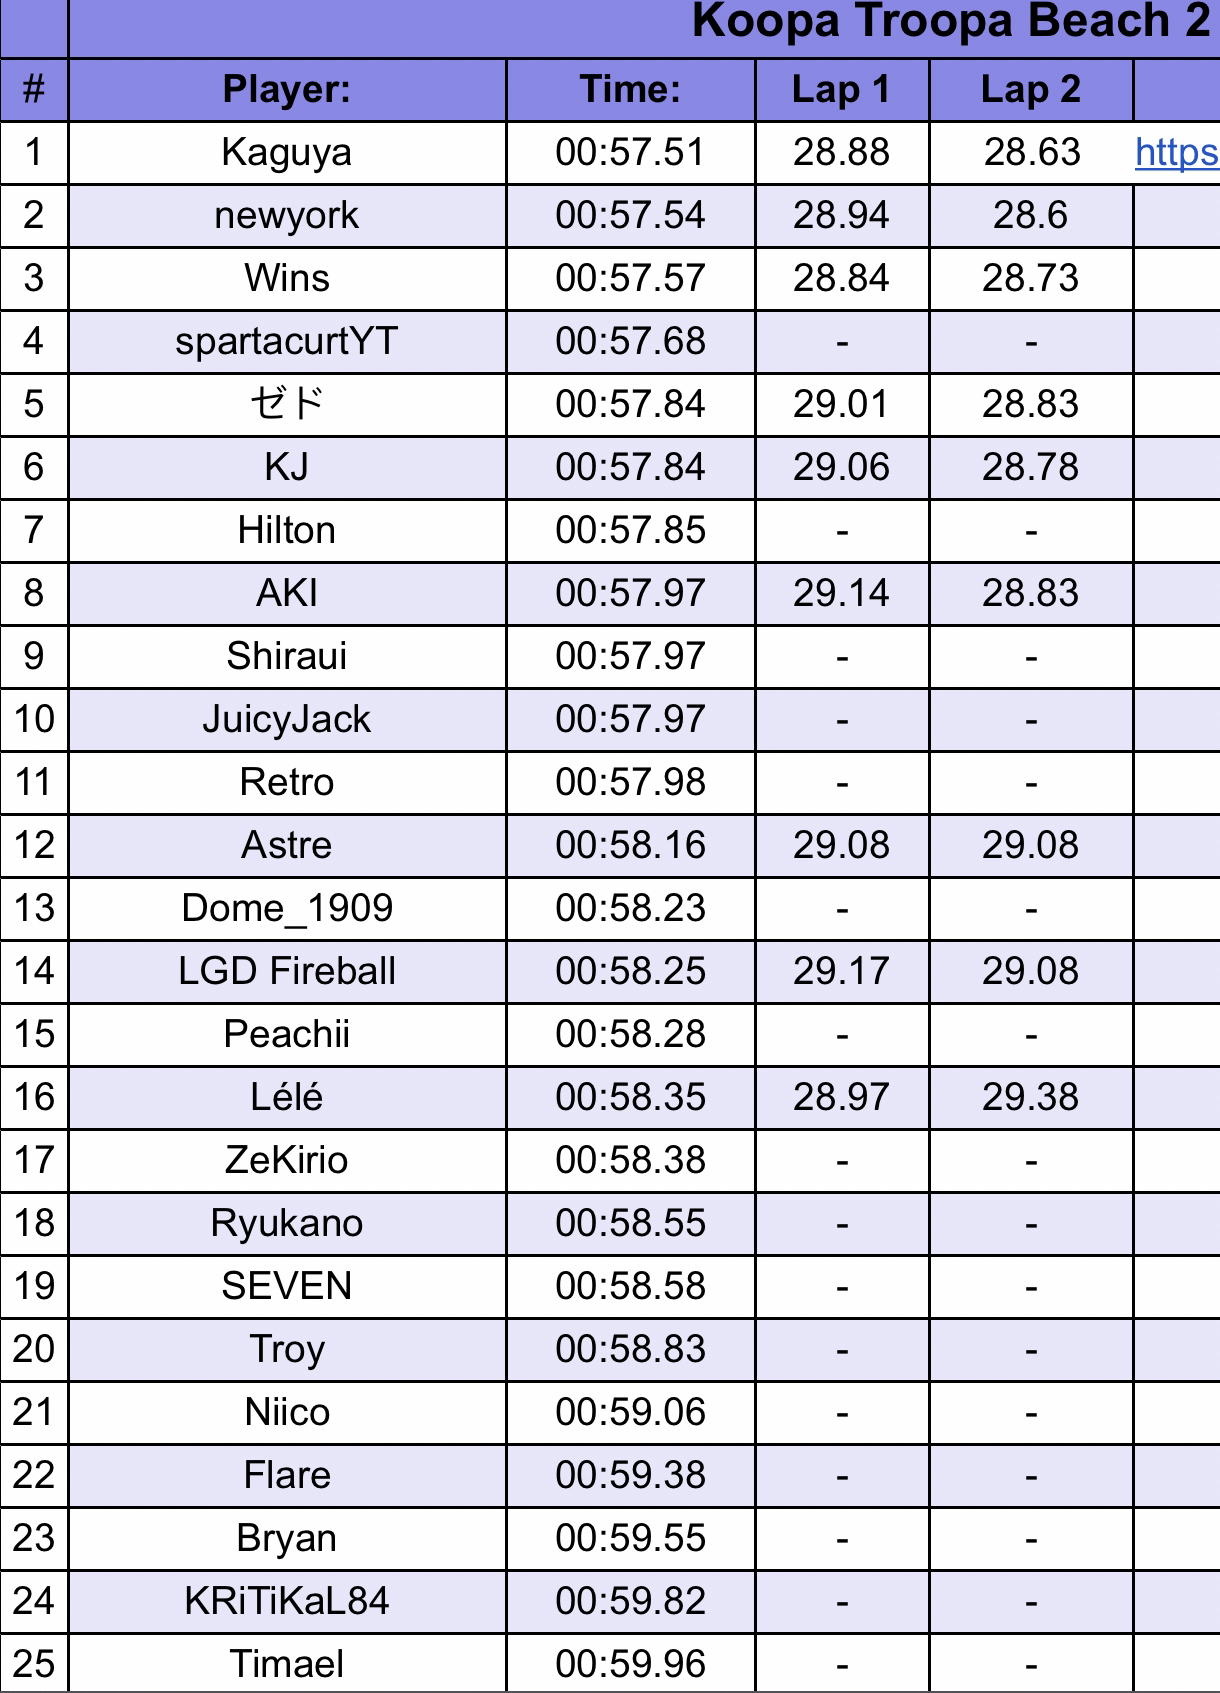 Koopa Troopa Beach 2
# Player: Time: Lap 1 Lap 2
1 Kaguya 00:57.51 28.88 28.63 https
2 newyork 00:57.54 28.94 28.6
3 Wins 00:57.57 28.84 28.73
4 spartacurtYT 00:57.68 - -
5 ゼド 00:57.84 29.01 28.83
6 KJ 00:57.84 29.06 28.78
7 Hilton 00:57.85 - -
8 AKI 00:57.97 29.14 28.83
9 Shiraui 00:57.97 - -
10 JuicyJack 00:57.97 - -
11 Retro 00:57.98 - -
12 Astre 00:58.16 29.08 29.08
13 Dome_1909 00:58.23 - -
14 LGD Fireball 00:58.25 29.17 29.08
15 Peachii 00:58.28 - -
16 Lélé 00:58.35 28.97 29.38
17 ZeKirio 00:58.38 - -
18 Ryukano 00:58.55 - -
19 SEVEN 00:58.58 - -
20 Troy 00:58.83 - -
21 Niico 00:59.06 - -
22 Flare 00:59.38 - -
23 Bryan 00:59.55 - -
24 KRiTiKaL84 00:59.82 - -
25 Timael 00:59.96 - -